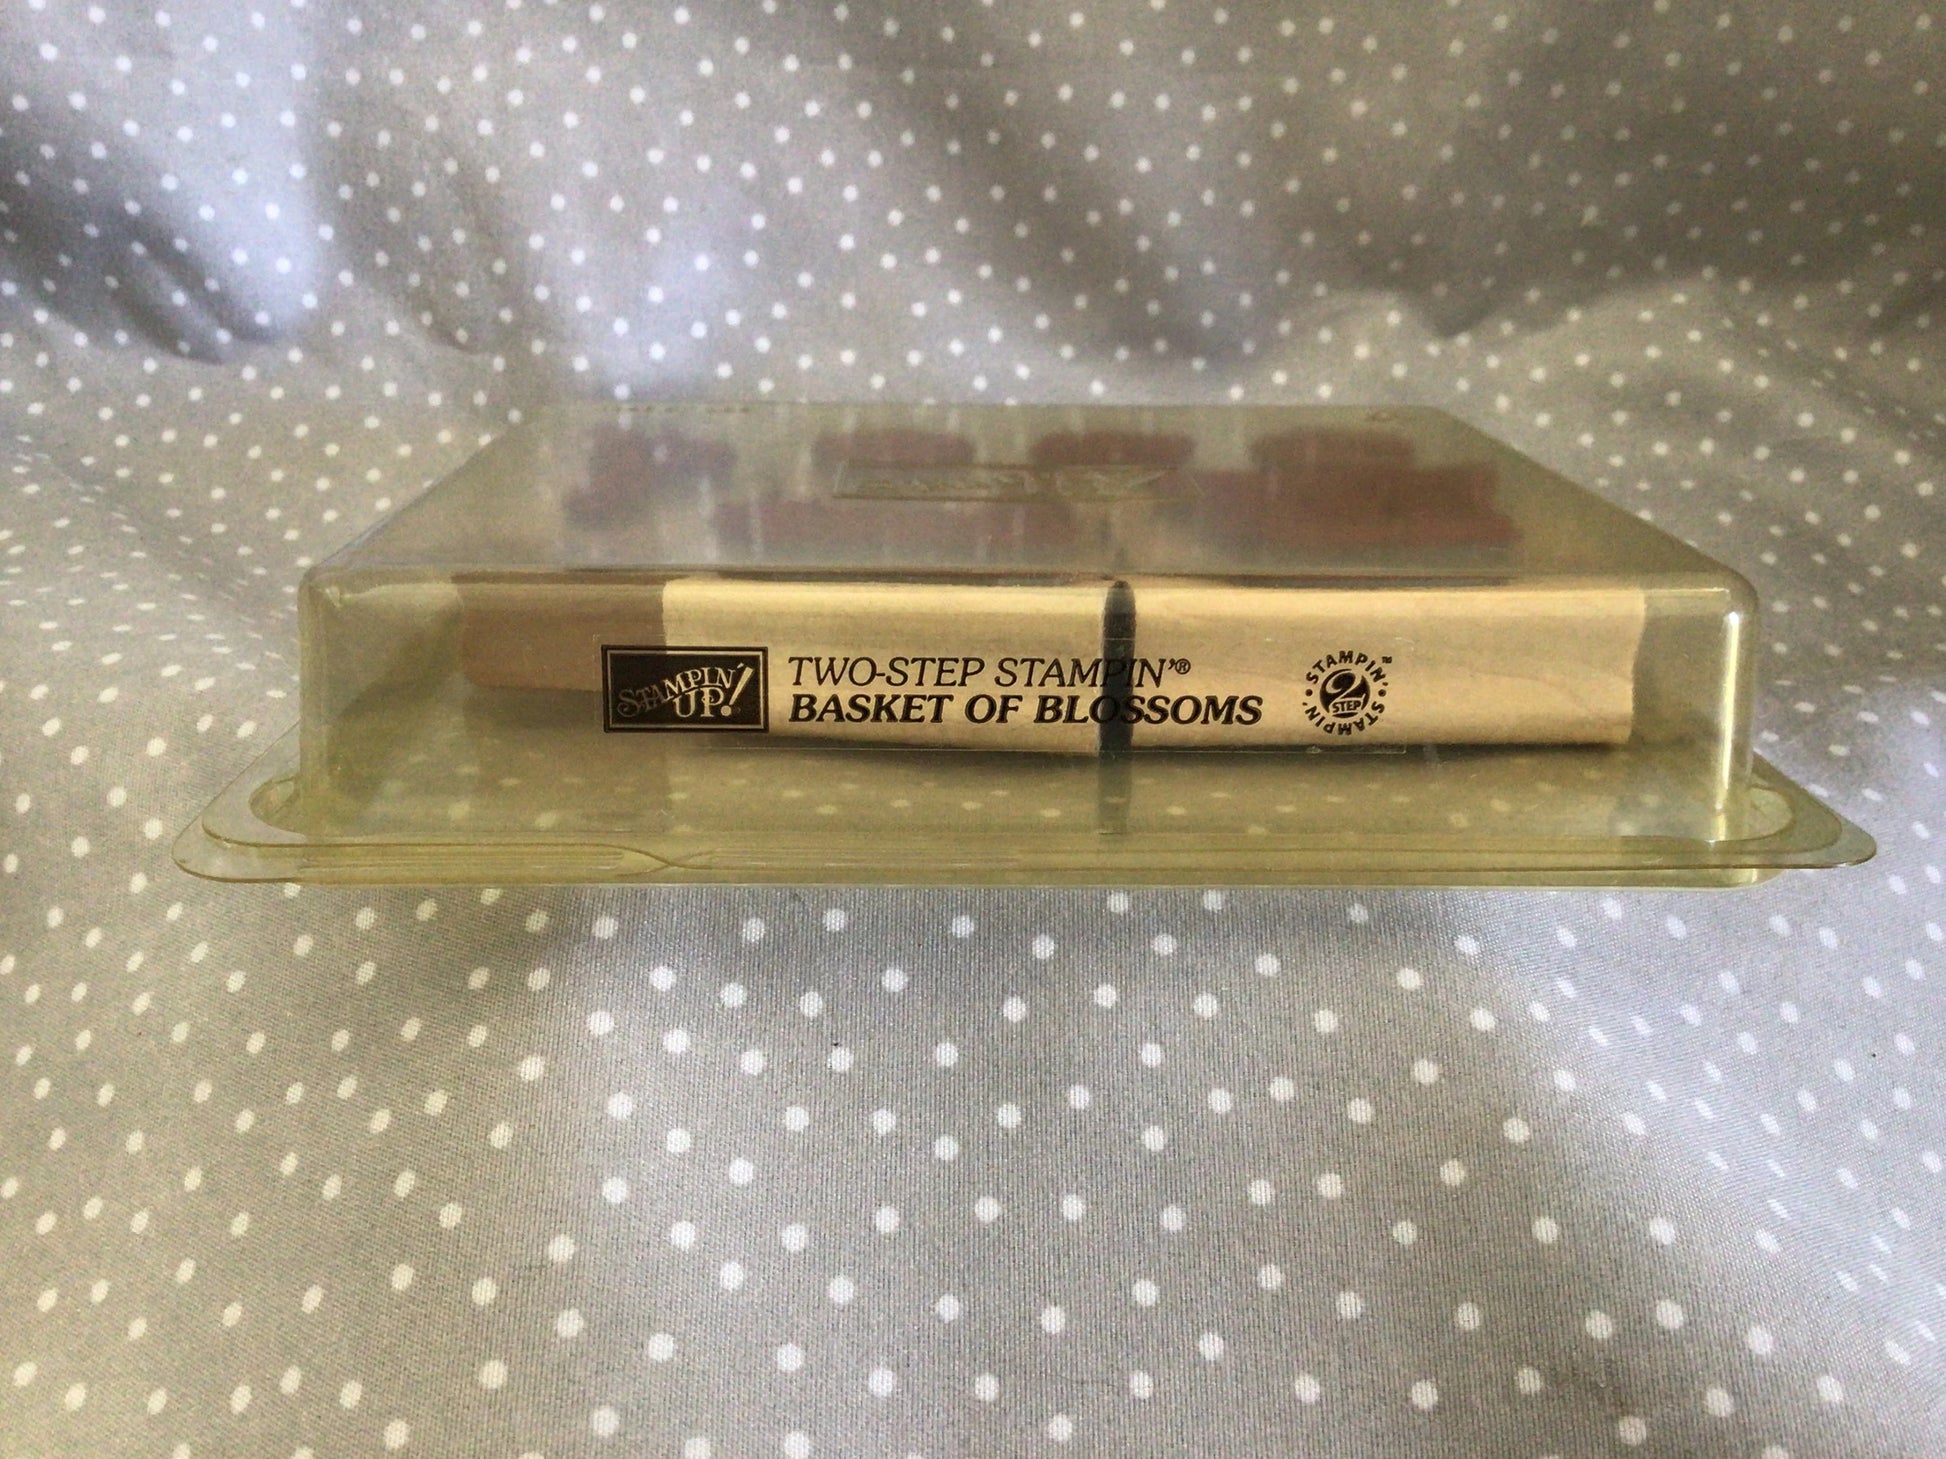 STAMPIN' UP!
TWO-STEP STAMPIN'®
BASKET OF BLOSSOMS
STAMPIN' • STAMPIN' •
2
STEP